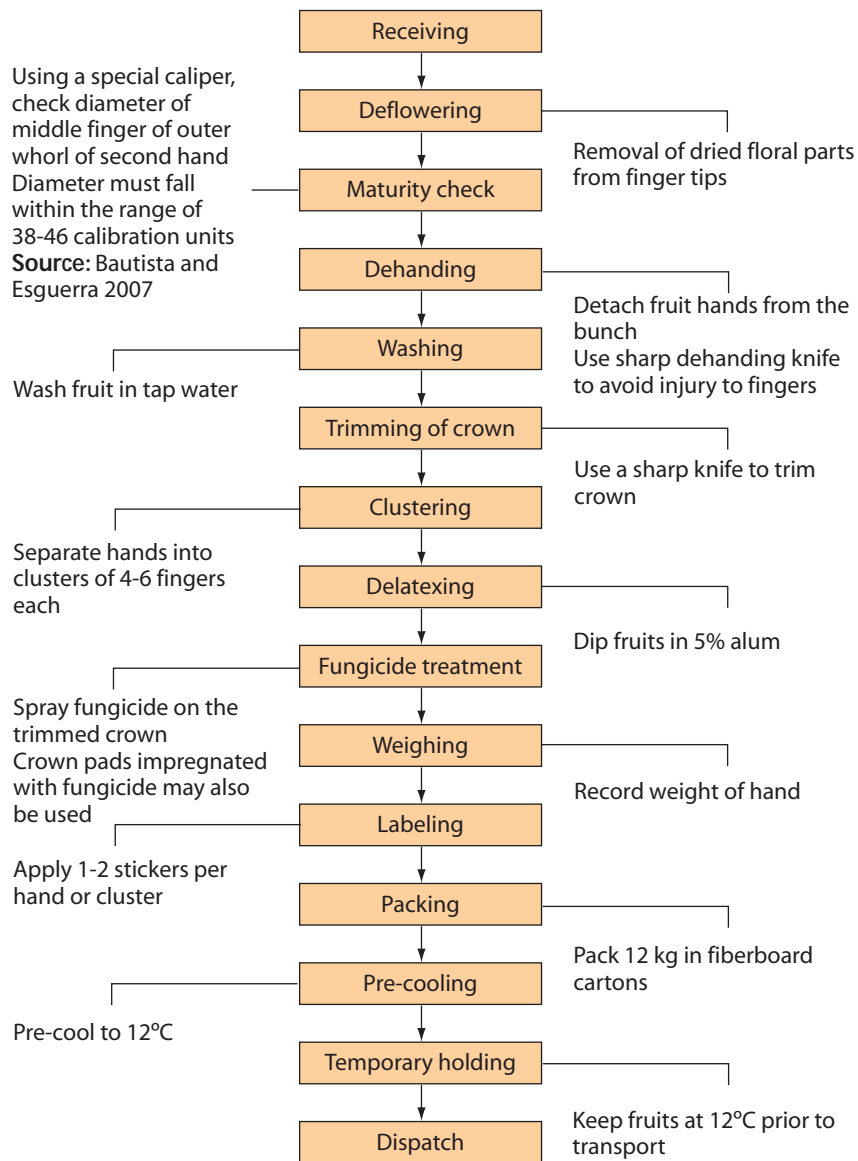 Receiving
Using a special caliper,
check diameter of
middle finger of outer
whorl of second hand
Diameter must fall
within the range of
38-46 calibration units
Source: Bautista and
Esguerra 2007
Deflowering
Removal of dried floral parts
from finger tips
Maturity check
Dehanding
Detach fruit hands from the
bunch
Use sharp dehanding knife
to avoid injury to fingers
Washing
Wash fruit in tap water
Trimming of crown
Use a sharp knife to trim
crown
Clustering
Separate hands into
clusters of 4-6 fingers
each
Delatexing
Dip fruits in 5% alum
Fungicide treatment
Spray fungicide on the
trimmed crown
Crown pads impregnated
with fungicide may also
be used
Weighing
Record weight of hand
Labeling
Apply 1-2 stickers per
hand or cluster
Packing
Pack 12 kg in fiberboard
cartons
Pre-cooling
Pre-cool to 12ºC
Temporary holding
Keep fruits at 12ºC prior to
transport
Dispatch